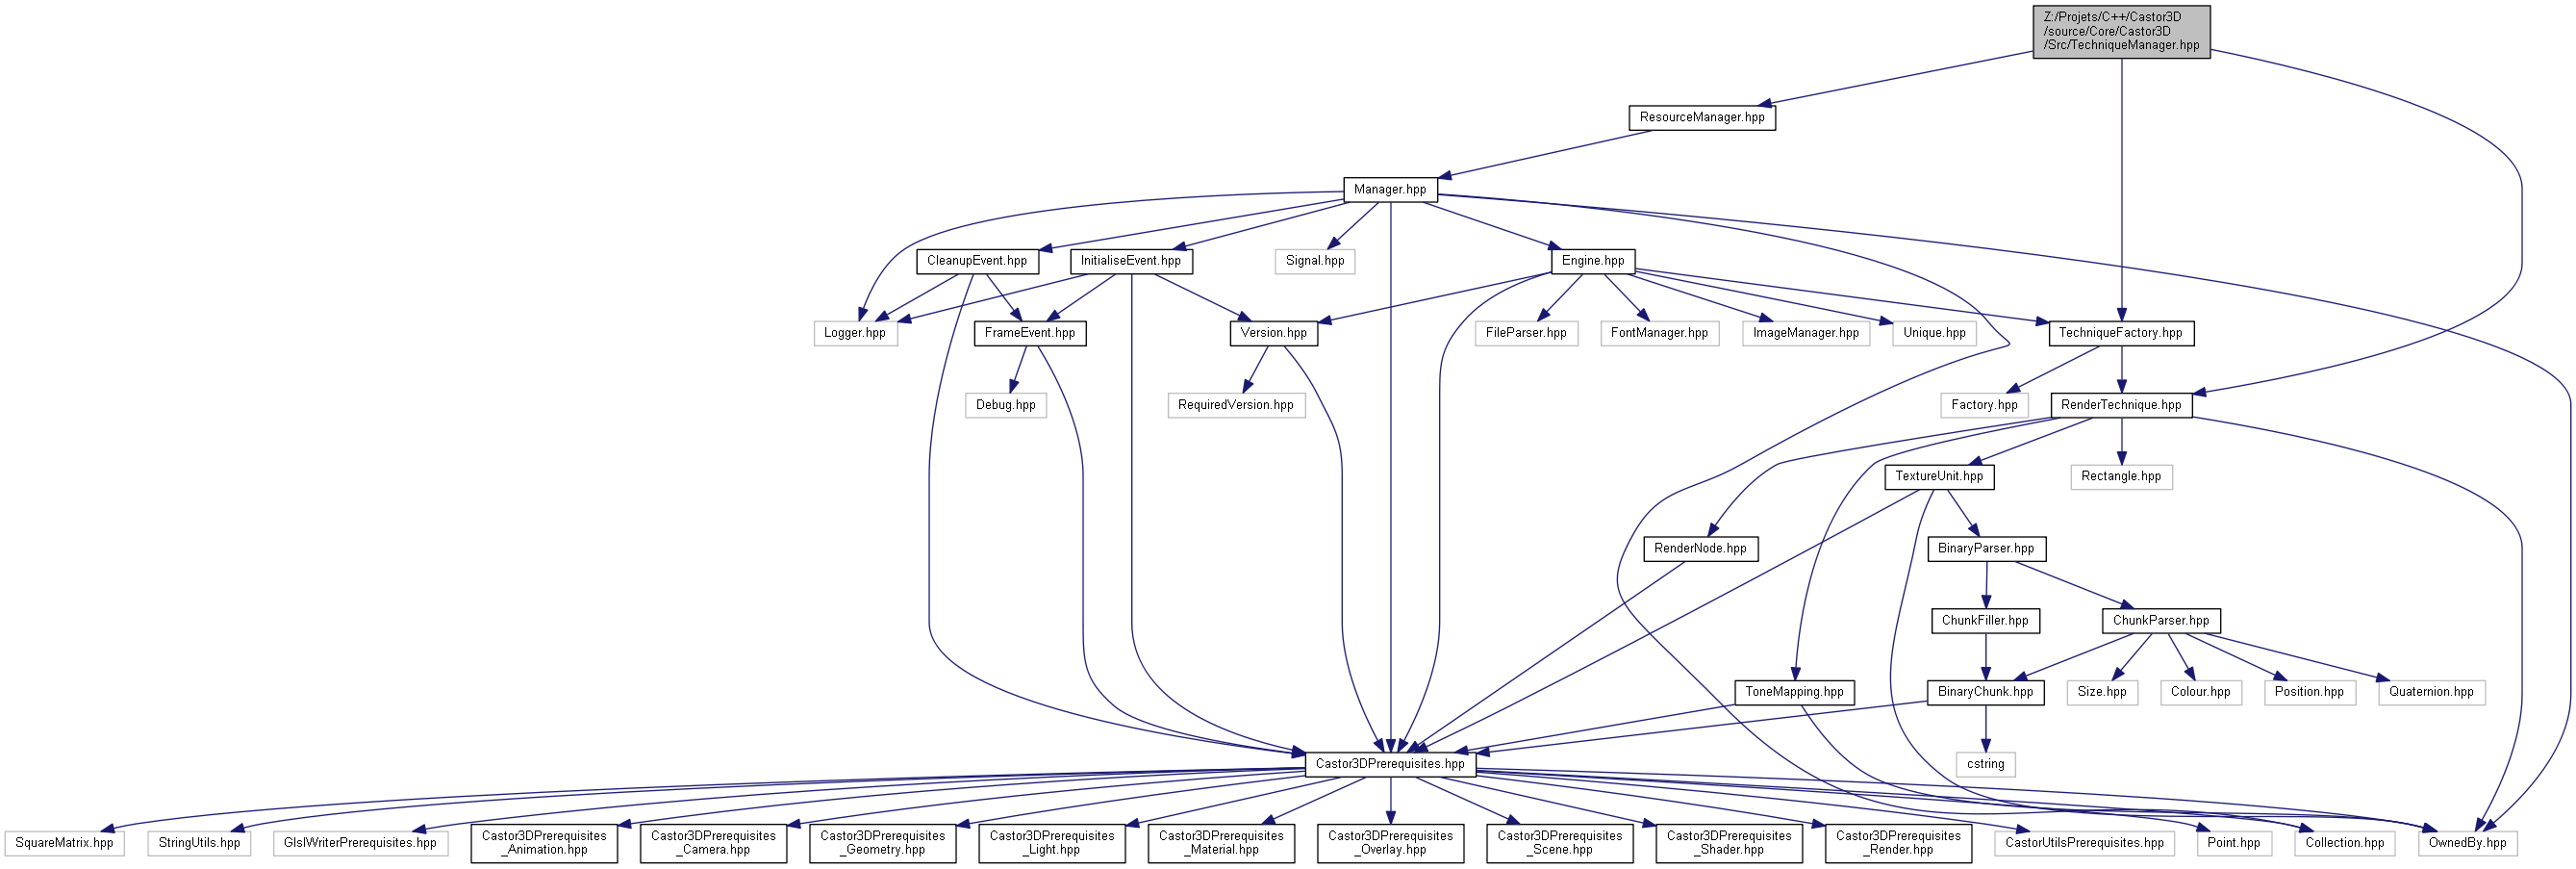 Z:/Projets/C++/Castor3D
/source/Core/Castor3D
/Src/TechniqueManager.hpp
ResourceManager.hpp
Manager.hpp
CleanupEvent.hpp
InitialiseEvent.hpp
Signal.hpp
Engine.hpp
Logger.hpp
FrameEvent.hpp
Version.hpp
FileParser.hpp
FontManager.hpp
ImageManager.hpp
Unique.hpp
TechniqueFactory.hpp
Debug.hpp
RequiredVersion.hpp
Factory.hpp
RenderTechnique.hpp
TextureUnit.hpp
Rectangle.hpp
RenderNode.hpp
BinaryParser.hpp
ChunkFiller.hpp
ChunkParser.hpp
ToneMapping.hpp
BinaryChunk.hpp
Size.hpp
Colour.hpp
Position.hpp
Quaternion.hpp
Castor3DPrerequisites.hpp
cstring
SquareMatrix.hpp
StringUtils.hpp
GlslWriterPrerequisites.hpp
Castor3DPrerequisites
_Animation.hpp
Castor3DPrerequisites
_Camera.hpp
Castor3DPrerequisites
_Geometry.hpp
Castor3DPrerequisites
_Light.hpp
Castor3DPrerequisites
_Material.hpp
Castor3DPrerequisites
_Overlay.hpp
Castor3DPrerequisites
_Scene.hpp
Castor3DPrerequisites
_Shader.hpp
Castor3DPrerequisites
_Render.hpp
CastorUtilsPrerequisites.hpp
Point.hpp
Collection.hpp
OwnedBy.hpp